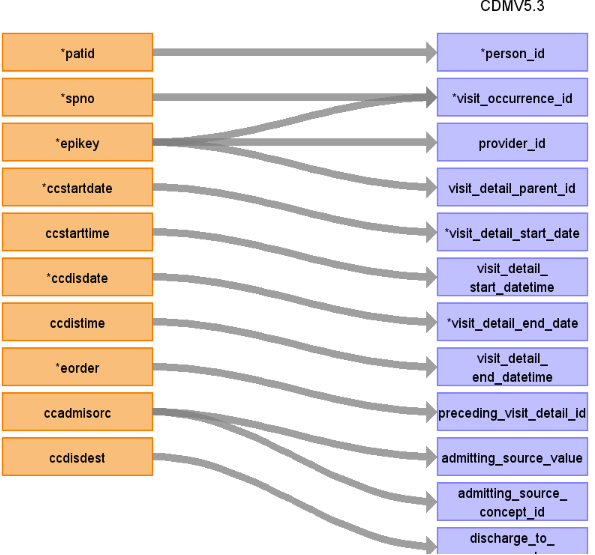 CDMV5.3
*patid
*person_id
*spno
*visit_occurrence_id
*epikey
provider_id
*ccstartdate
visit_detail_parent_id
ccstarttime
*visit_detail_start_date
*ccdisdate
visit_detail_
start_datetime
ccdistime
*visit_detail_end_date
*eorder
visit_detail_
end_datetime
ccadmisorc
preceding_visit_detail_id
ccdisdest
admitting_source_value
admitting_source_
concept_id
discharge_to_